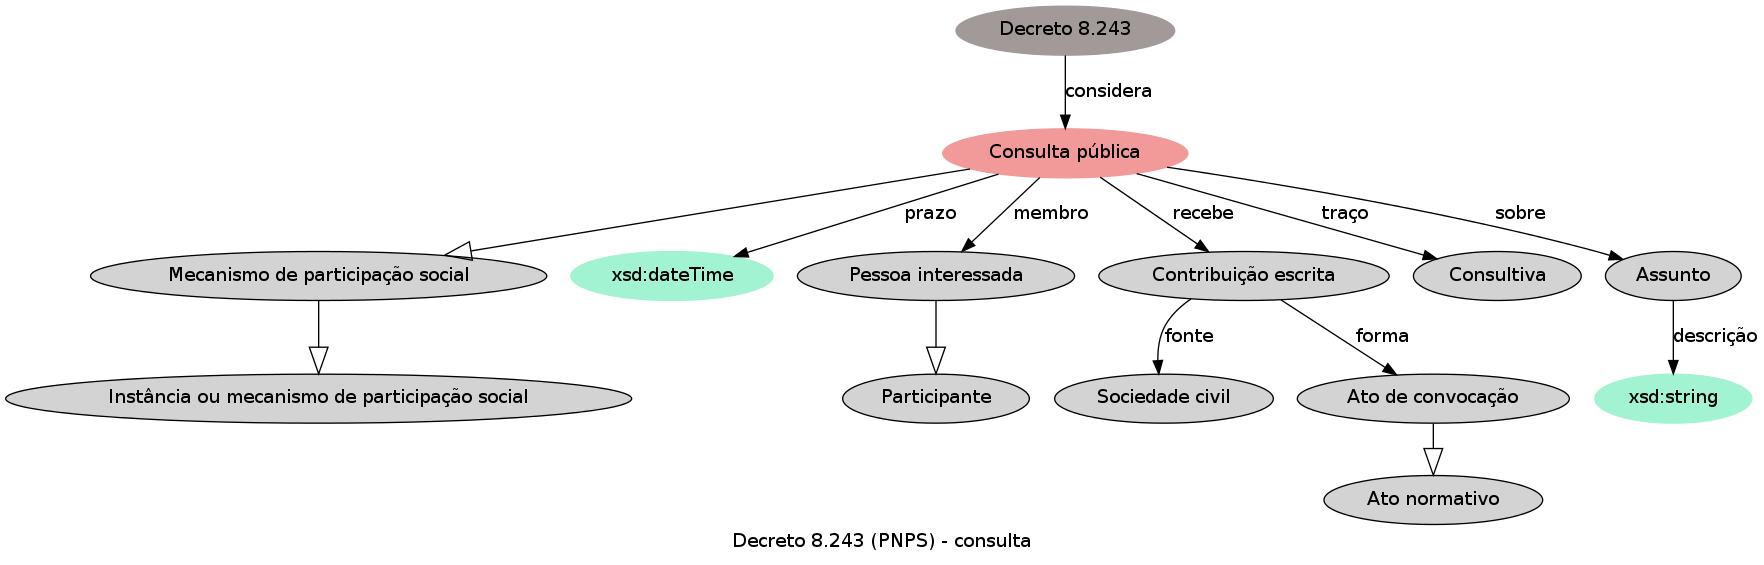 Decreto 8.243
considera
Consulta pública
prazo
membro
recebe
traço
sobre
Mecanismo de participação social
xsd:dateTime
Pessoa interessada
Contribuição escrita
Consultiva
Assunto
fonte
forma
descrição
Instância ou mecanismo de participação social
Participante
Sociedade civil
Ato de convocação
xsd:string
Ato normativo
Decreto 8.243 (PNPS) - consulta